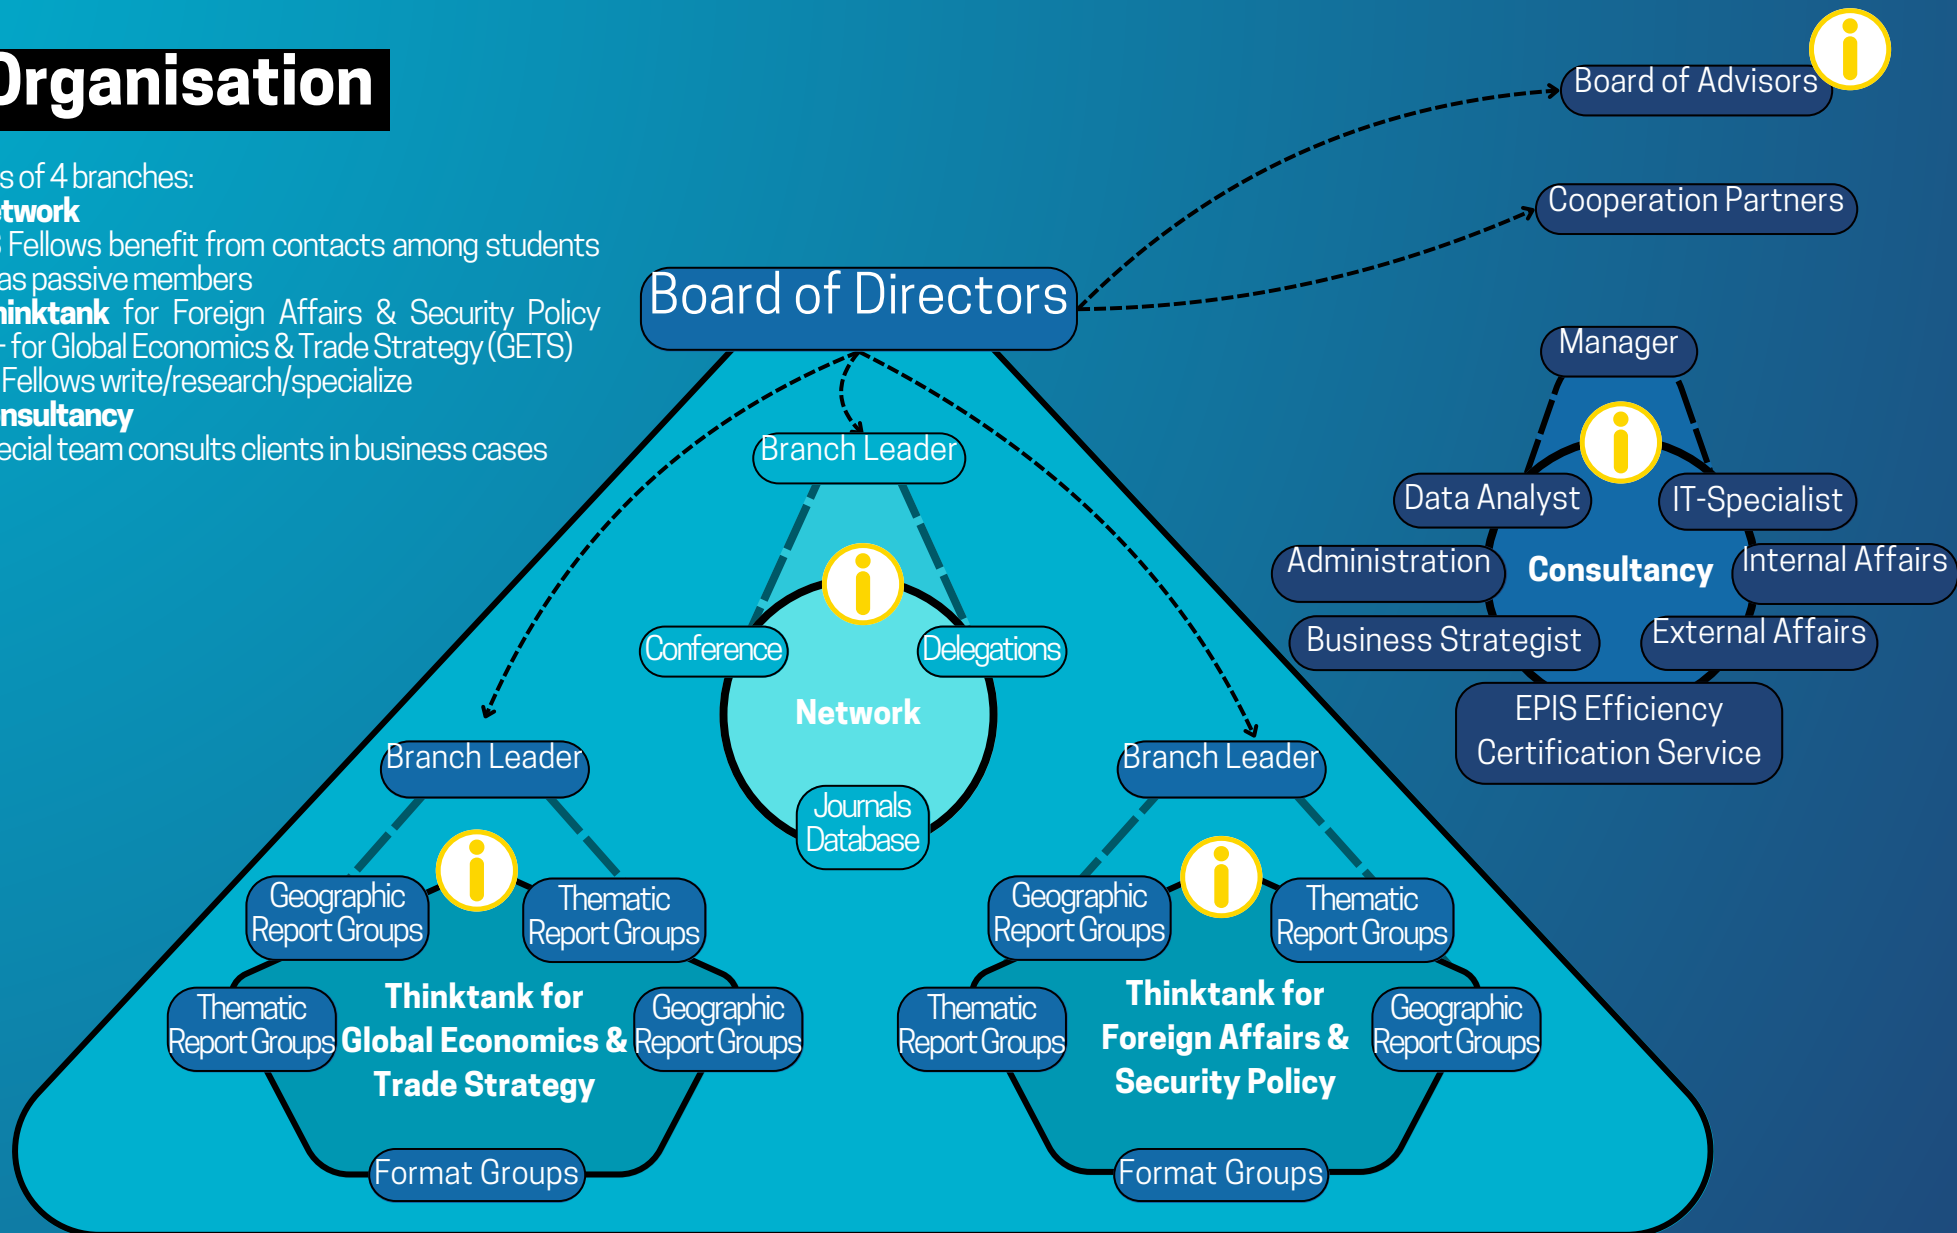 Organisation
s of 4 branches:
twork
Fellows benefit from contacts among students
as passive members
hinktank for Foreign Affairs & Security Policy
- for Global Economics & Trade Strategy (GETS)
Fellows write/research/specialize
nsultancy
ecial team consults clients in business cases
Board of Advisors
Cooperation Partners
Board of Directors
Manager
Data Analyst
IT-Specialist
Administration
Consultancy
Internal Affairs
Business Strategist
External Affairs
EPIS Efficiency
Certification Service
Branch Leader
Conference
Delegations
Network
Journals
Database
Branch Leader
Geographic
Report Groups
Thematic
Report Groups
Thematic
Report Groups
Thinktank for
Global Economics &
Trade Strategy
Geographic
Report Groups
Format Groups
Branch Leader
Geographic
Report Groups
Thematic
Report Groups
Thematic
Report Groups
Thinktank for
Foreign Affairs &
Security Policy
Geographic
Report Groups
Format Groups